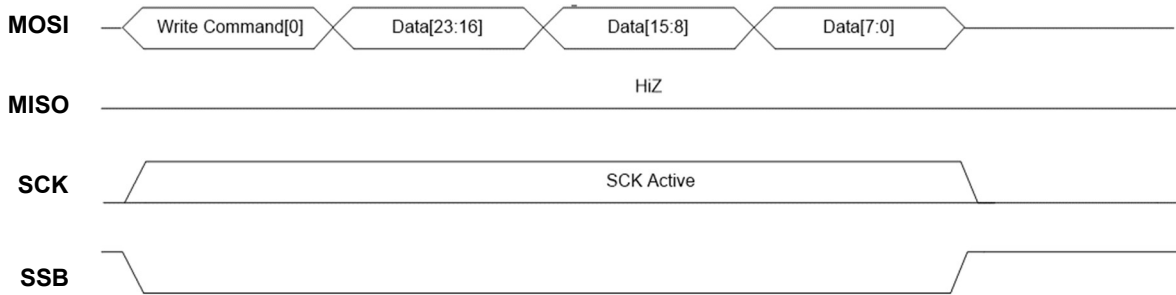 MOSI Write Command[0] Data[23:16] Data[15:8] Data[7:0]
HiZ
MISO
SCK SCK Active
SSB